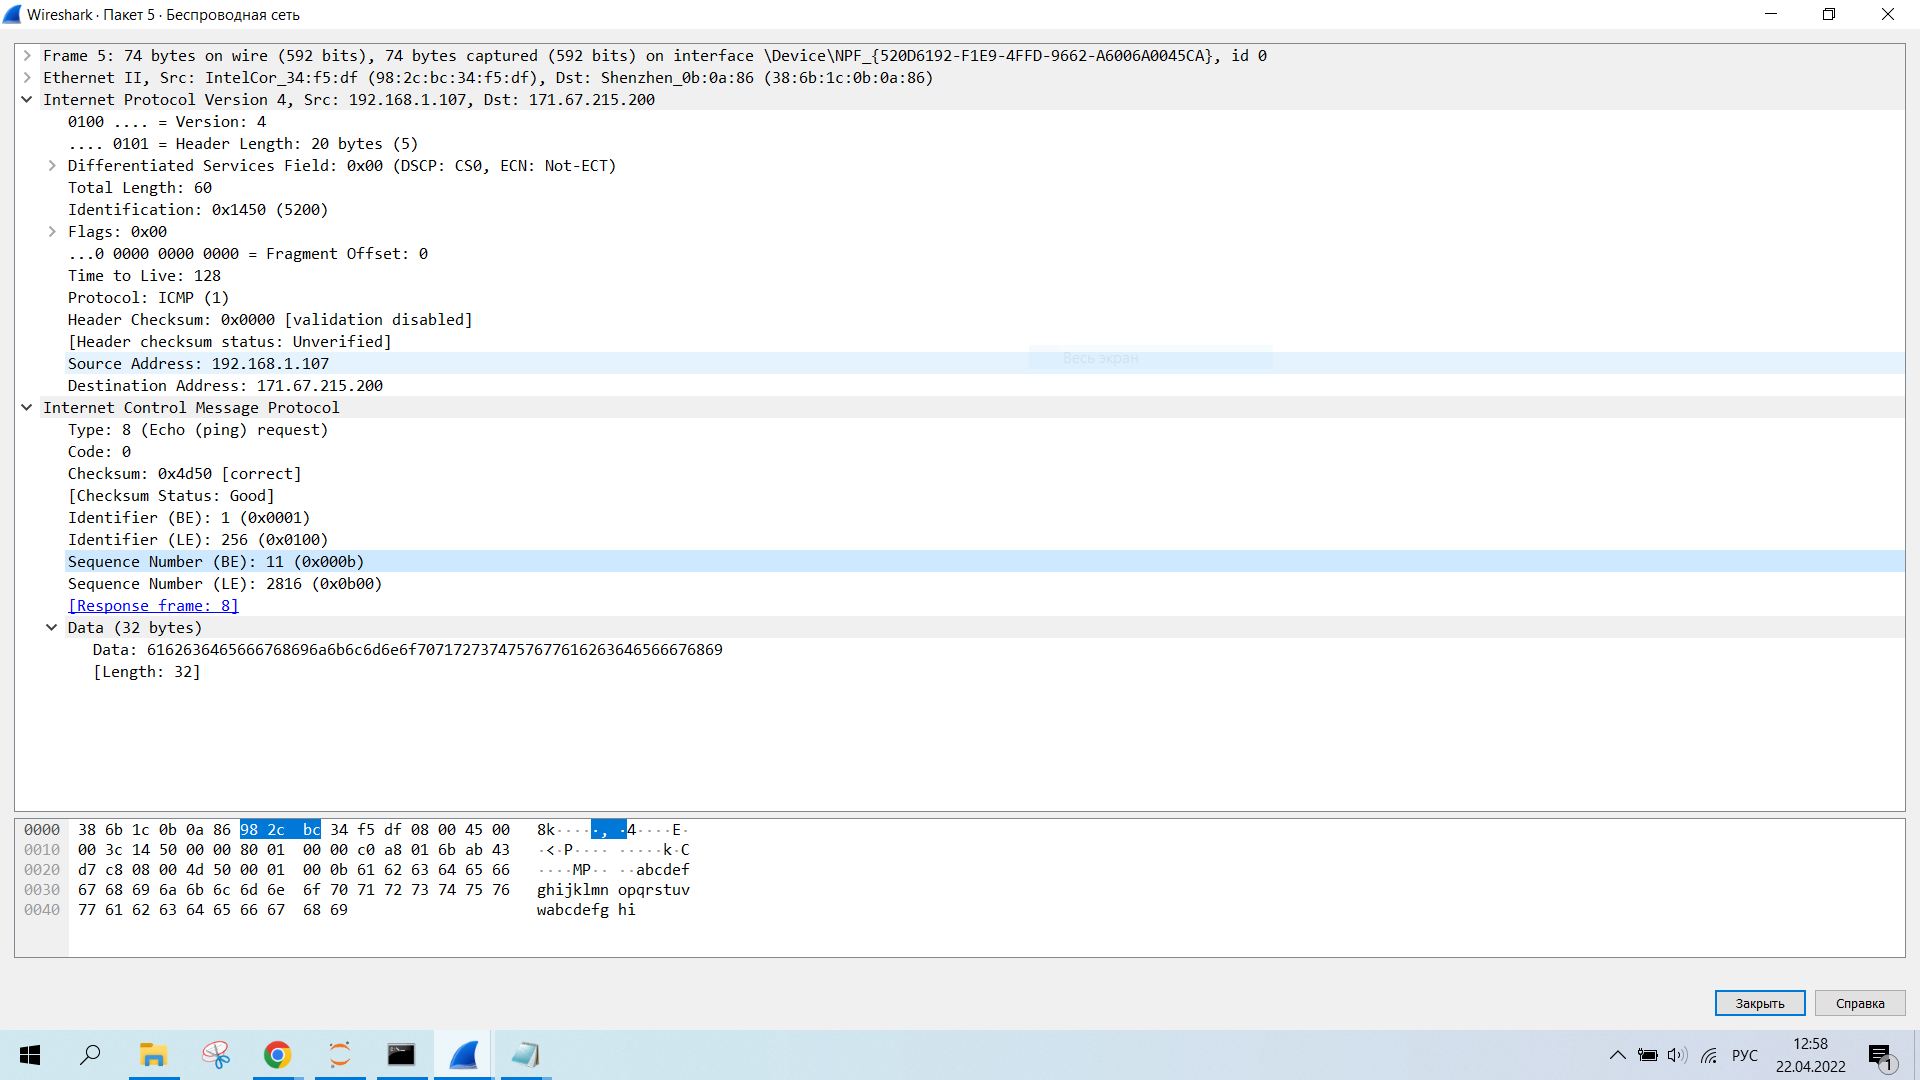 Wireshark · Пакет 5 · Беспроводная сеть
Frame 5: 74 bytes on wire (592 bits), 74 bytes captured (592 bits) on interface \Device\NPF_{520D6192-F1E9-4FFD-9662-A6006A0045CA}, id 0
Ethernet II, Src: IntelCor_34:f5:df (98:2c:bc:34:f5:df), Dst: Shenzhen_0b:0a:86 (38:6b:1c:0b:0a:86)
Internet Protocol Version 4, Src: 192.168.1.107, Dst: 171.67.215.200
0100 .... = Version: 4
.... 0101 = Header Length: 20 bytes (5)
Differentiated Services Field: 0x00 (DSCP: CS0, ECN: Not-ECT)
Total Length: 60
Identification: 0x1450 (5200)
Flags: 0x00
...0 0000 0000 0000 = Fragment Offset: 0
Time to Live: 128
Protocol: ICMP (1)
Header Checksum: 0x0000 [validation disabled]
[Header checksum status: Unverified]
Весь экран
Source Address: 192.168.1.107
Destination Address: 171.67.215.200
Internet Control Message Protocol
Type: 8 (Echo (ping) request)
Code: 0
Checksum: 0x4d50 [correct]
[Checksum Status: Good]
Identifier (BE): 1 (0x0001)
Identifier (LE): 256 (0x0100)
Sequence Number (BE): 11 (0x000b)
Sequence Number (LE): 2816 (0x0b00)
[Response frame: 8]
Data (32 bytes)
Data: 6162636465666768696a6b6c6d6e6f7071727374757677616263646566676869
[Length: 32]
0000 38 6b 1c 0b 0a 86 98 2c bc 34 f5 df 08 00 45 00 8k·····, ·4····E·
0010 00 3c 14 50 00 00 80 01 00 00 c0 a8 01 6b ab 43 ·<·P···· ·····k·C
0020 d7 c8 08 00 4d 50 00 01 00 0b 61 62 63 64 65 66 ····MP·· ··abcdef
0030 67 68 69 6a 6b 6c 6d 6e 6f 70 71 72 73 74 75 76 ghijklmn opqrstuv
0040 77 61 62 63 64 65 66 67 68 69 wabcdefg hi
Закрыть
Справка
РУС
12:58
22.04.2022
1